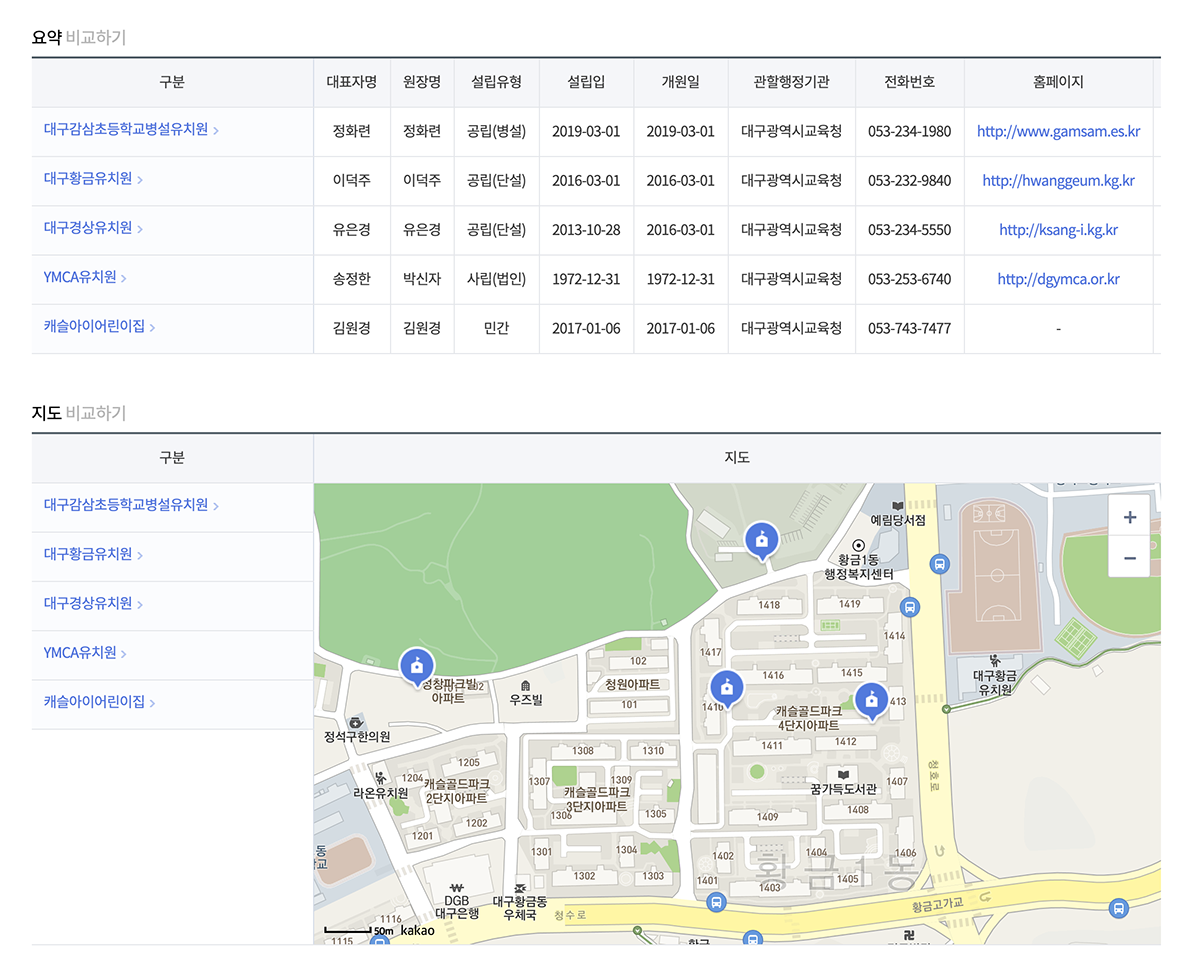 요약 비교하기
구분 대표자명 원장명 설립유형 설립입 개원일 관할행정기관 전화번호 홈페이지
대구감삼초등학교병설유치원 정화련 정화련 공립(병설) 2019-03-01 2019-03-01 대구광역시교육청 053-234-1980 http://www.gamsam.es.kr
대구황금유치원 이덕주 이덕주 공립(단설) 2016-03-01 2016-03-01 대구광역시교육청 053-232-9840 http://hwanggeum.kg.kr
대구경상유치원 유은경 유은경 공립(단설) 2013-10-28 2016-03-01 대구광역시교육청 053-234-5550 http://ksang-i.kg.kr
YMCA유치원 송정한 박신자 사립(법인) 1972-12-31 1972-12-31 대구광역시교육청 053-253-6740 http://dgymca.or.kr
캐슬아이어린이집 김원경 김원경 민간 2017-01-06 2017-01-06 대구광역시교육청 053-743-7477 -
지도 비교하기
구분 지도
대구감삼초등학교병설유치원
대구황금유치원
대구경상유치원
YMCA유치원
캐슬아이어린이집
+
−
예림당서점
황금1동
행정복지센터
1418
1419
1414
1417
102
1416
1415
대구황금
유치원
청원아파트
아파트
우즈빌
101
1410
캐슬골드파크
4단지아파트
413
정석구한의원
1308
1310
1411
1412
1205
1204
캐슬골드파크
2단지아파트
라온유치원
1307
1309
캐슬골드파크
3단지아파트
1306
1305
꿈가득도서관
1407
1408
1409
청호로
1202
1201
1301
1304
1302
1303
1402
1401
1403
1404
1405
1406
황금1동
동
교
DGB
대구은행
대구황금동
우체국
청수로
황금고가교
1116
1115
50m kakao
황금